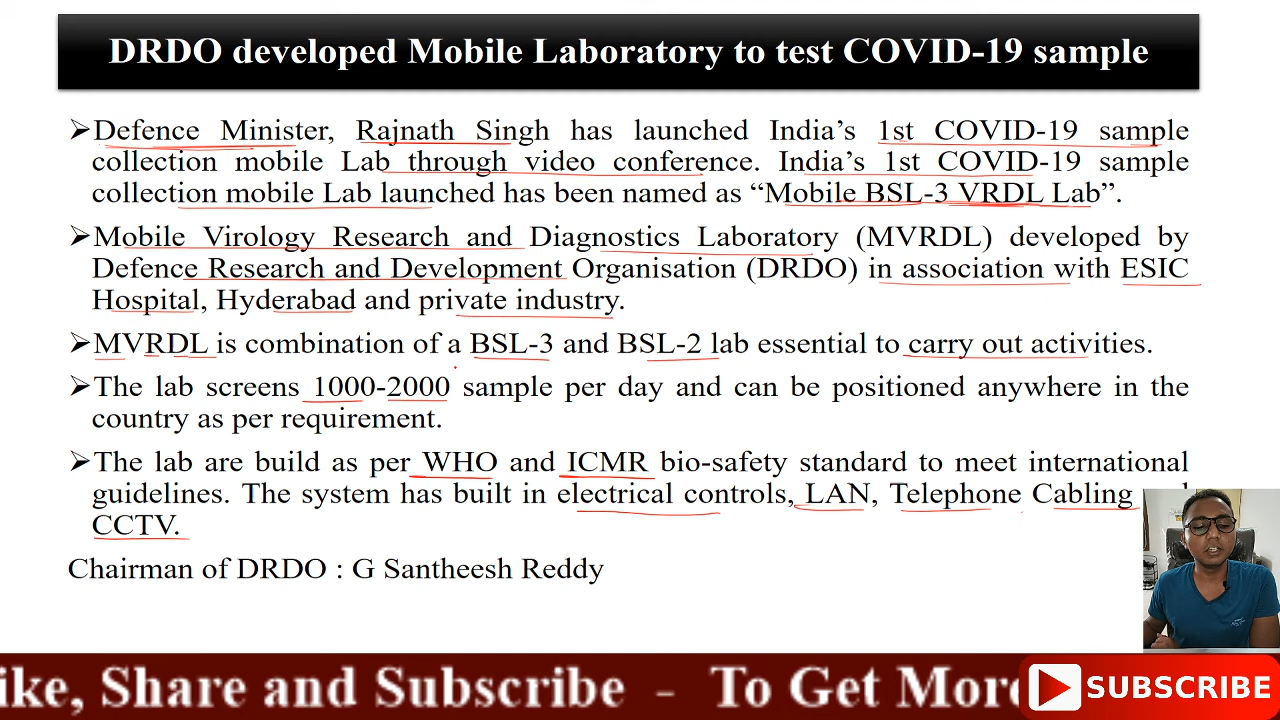 DRDO developed Mobile Laboratory to test COVID-19 sample
➢Defence Minister, Rajnath Singh has launched India’s 1st COVID-19 sample
collection mobile Lab through video conference. India’s 1st COVID-19 sample
collection mobile Lab launched has been named as “Mobile BSL-3 VRDL Lab”.
➢Mobile Virology Research and Diagnostics Laboratory (MVRDL) developed by
Defence Research and Development Organisation (DRDO) in association with ESIC
Hospital, Hyderabad and private industry.
➢MVRDL is combination of a BSL-3 and BSL-2 lab essential to carry out activities.
➢The lab screens 1000-2000 sample per day and can be positioned anywhere in the
country as per requirement.
➢The lab are build as per WHO and ICMR bio-safety standard to meet international
guidelines. The system has built in electrical controls, LAN, Telephone Cabling
CCTV.
Chairman of DRDO : G Santheesh Reddy
ike, Share and Subscribe - To Get More
SUBSCRIBE